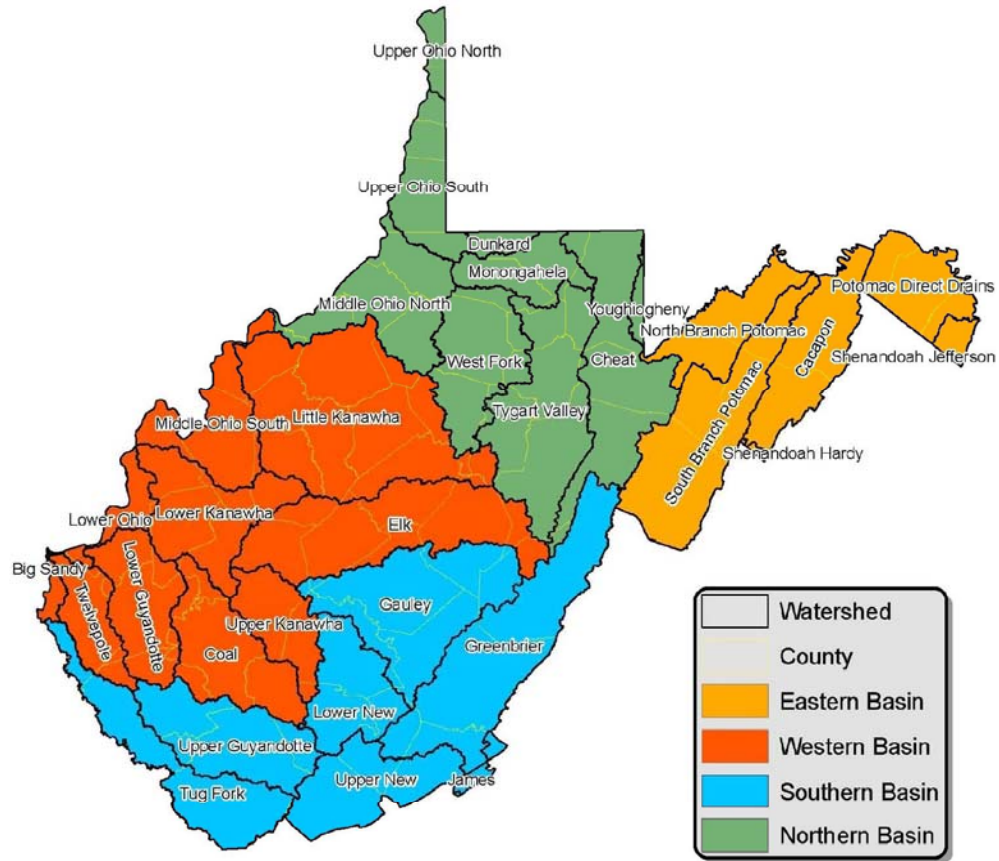 Upper Ohio North
Upper Ohio South
Dunkard
Monongahela
Middle Ohio North
Youghiogheny
North Branch Potomac
Potomac Direct Drains
West Fork
Cheat
Cacapon
Shenandoah Jefferson
Tygart Valley
Little Kanawha
Middle Ohio South
South Branch Potomac
Shenandoah Hardy
Lower Ohio
Lower Kanawha
Elk
Big Sandy
Twelvepole
Lower Guyandotte
Gauley
Upper Kanawha
Greenbrier
Coal
Lower New
Upper Guyandotte
Upper New
James
Tug Fork
Watershed
County
Eastern Basin
Western Basin
Southern Basin
Northern Basin